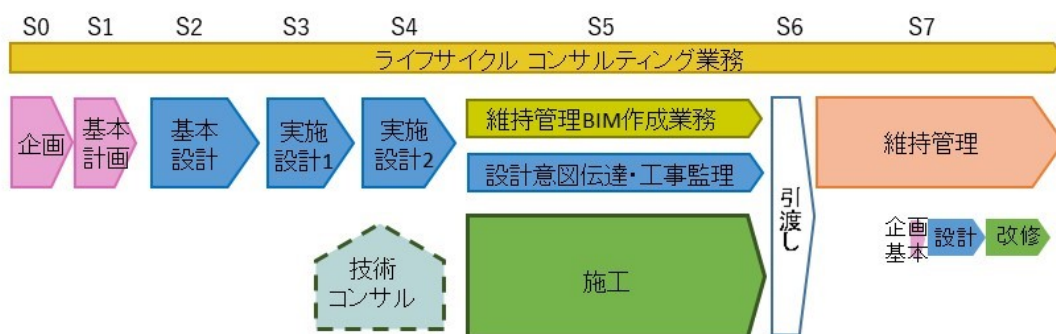 S0 S1 S2 S3 S4 S5 S6 S7
ライフサイクル コンサルティング業務
企画
基本
計画
基本
設計
実施
設計1
実施
設計2
維持管理BIM作成業務
設計意図伝達・工事監理
引渡し
維持管理
技術
コンサル
施工
企画
基本
設計
改修